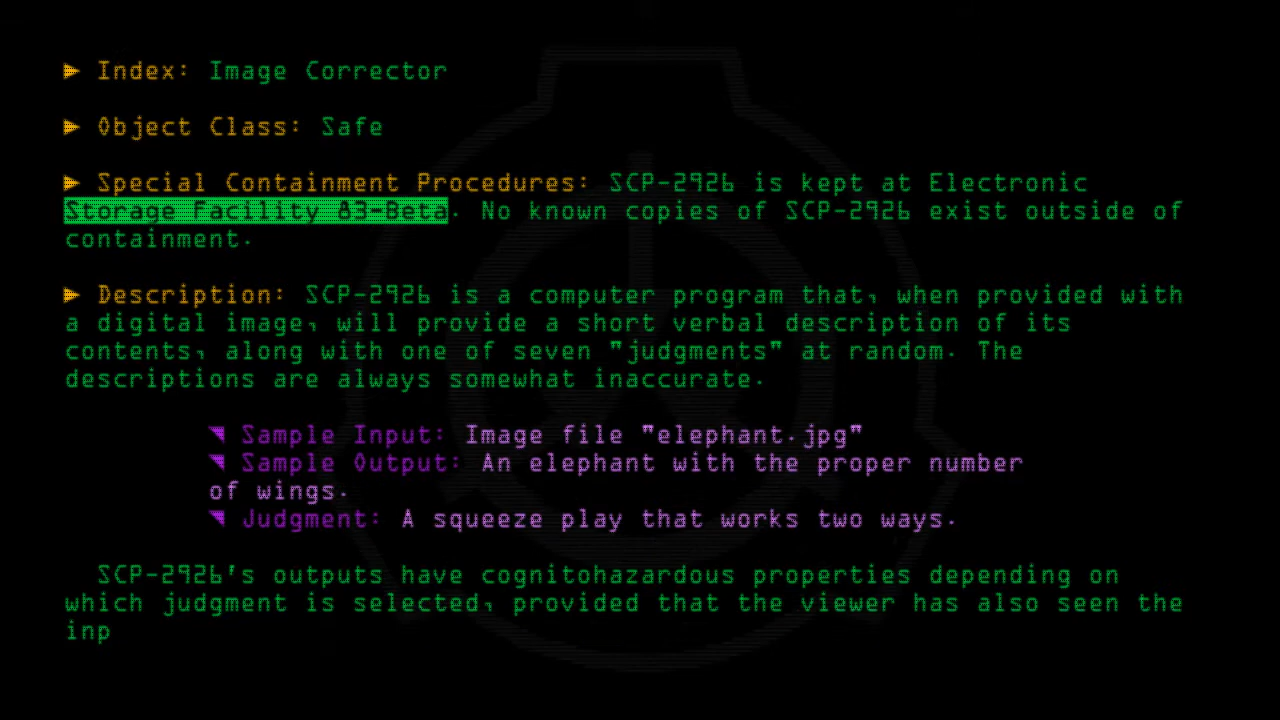 ► Index: Image Corrector
► Object Class: Safe
► Special Containment Procedures: SCP-2926 is kept at Electronic
Storage Facility 83-Beta. No known copies of SCP-2926 exist outside of
containment.
► Description: SCP-2926 is a computer program that, when provided with
a digital image, will provide a short verbal description of its
contents, along with one of seven "judgments" at random. The
descriptions are always somewhat inaccurate.
◥ Sample Input: Image file "elephant.jpg"
◥ Sample Output: An elephant with the proper number
of wings.
◥ Judgment: A squeeze play that works two ways.
SCP-2926's outputs have cognitohazardous properties depending on
which judgment is selected, provided that the viewer has also seen the
inp